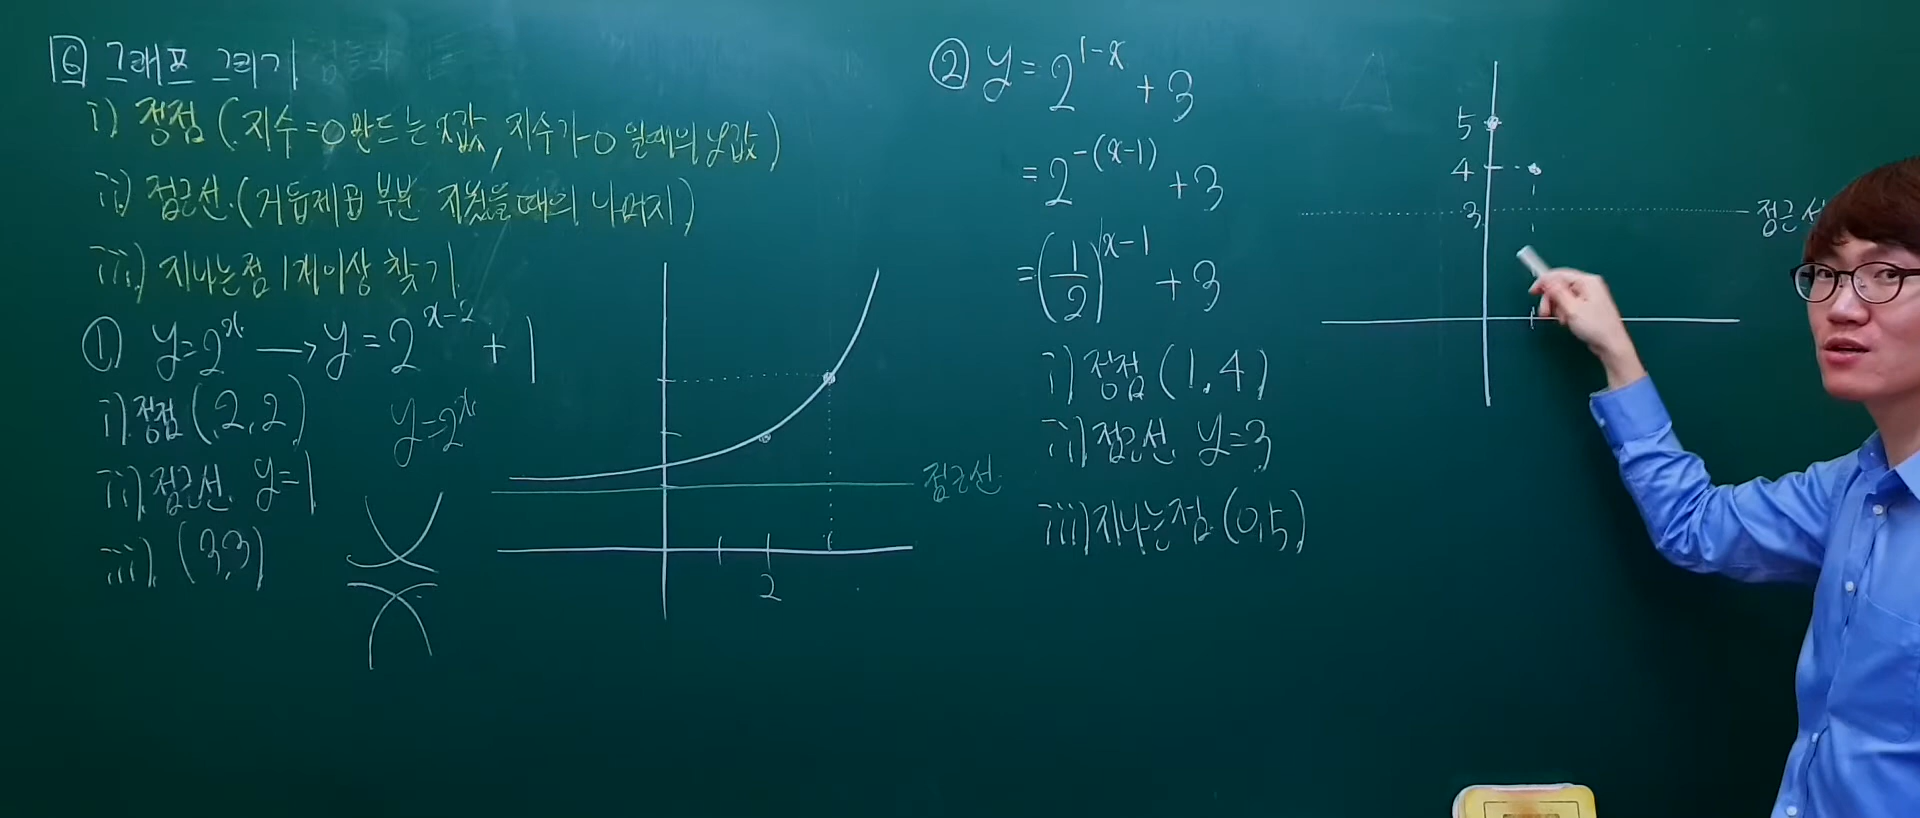 6 그래프 그리기
i) 정점 (지수=0 만드는 x값, 지수가 0 일때의 y값)
ii) 점근선 (거듭제곱 부분 지웠을때의 나머지)
iii) 지나는점 1개이상 찾기
① y=2^x → y=2^{x-2}+1
i) 정점 (2,2)
y=2^x
ii) 점근선 y=1
iii) (3,3)
점근선
2
② y=2^{1-x}+3
=2^{-(x-1)}+3
=(1/2)^{x-1}+3
i) 정점 (1,4)
ii) 점근선 y=3
iii) 지나는점 (0,5)
5
4
3
점근선